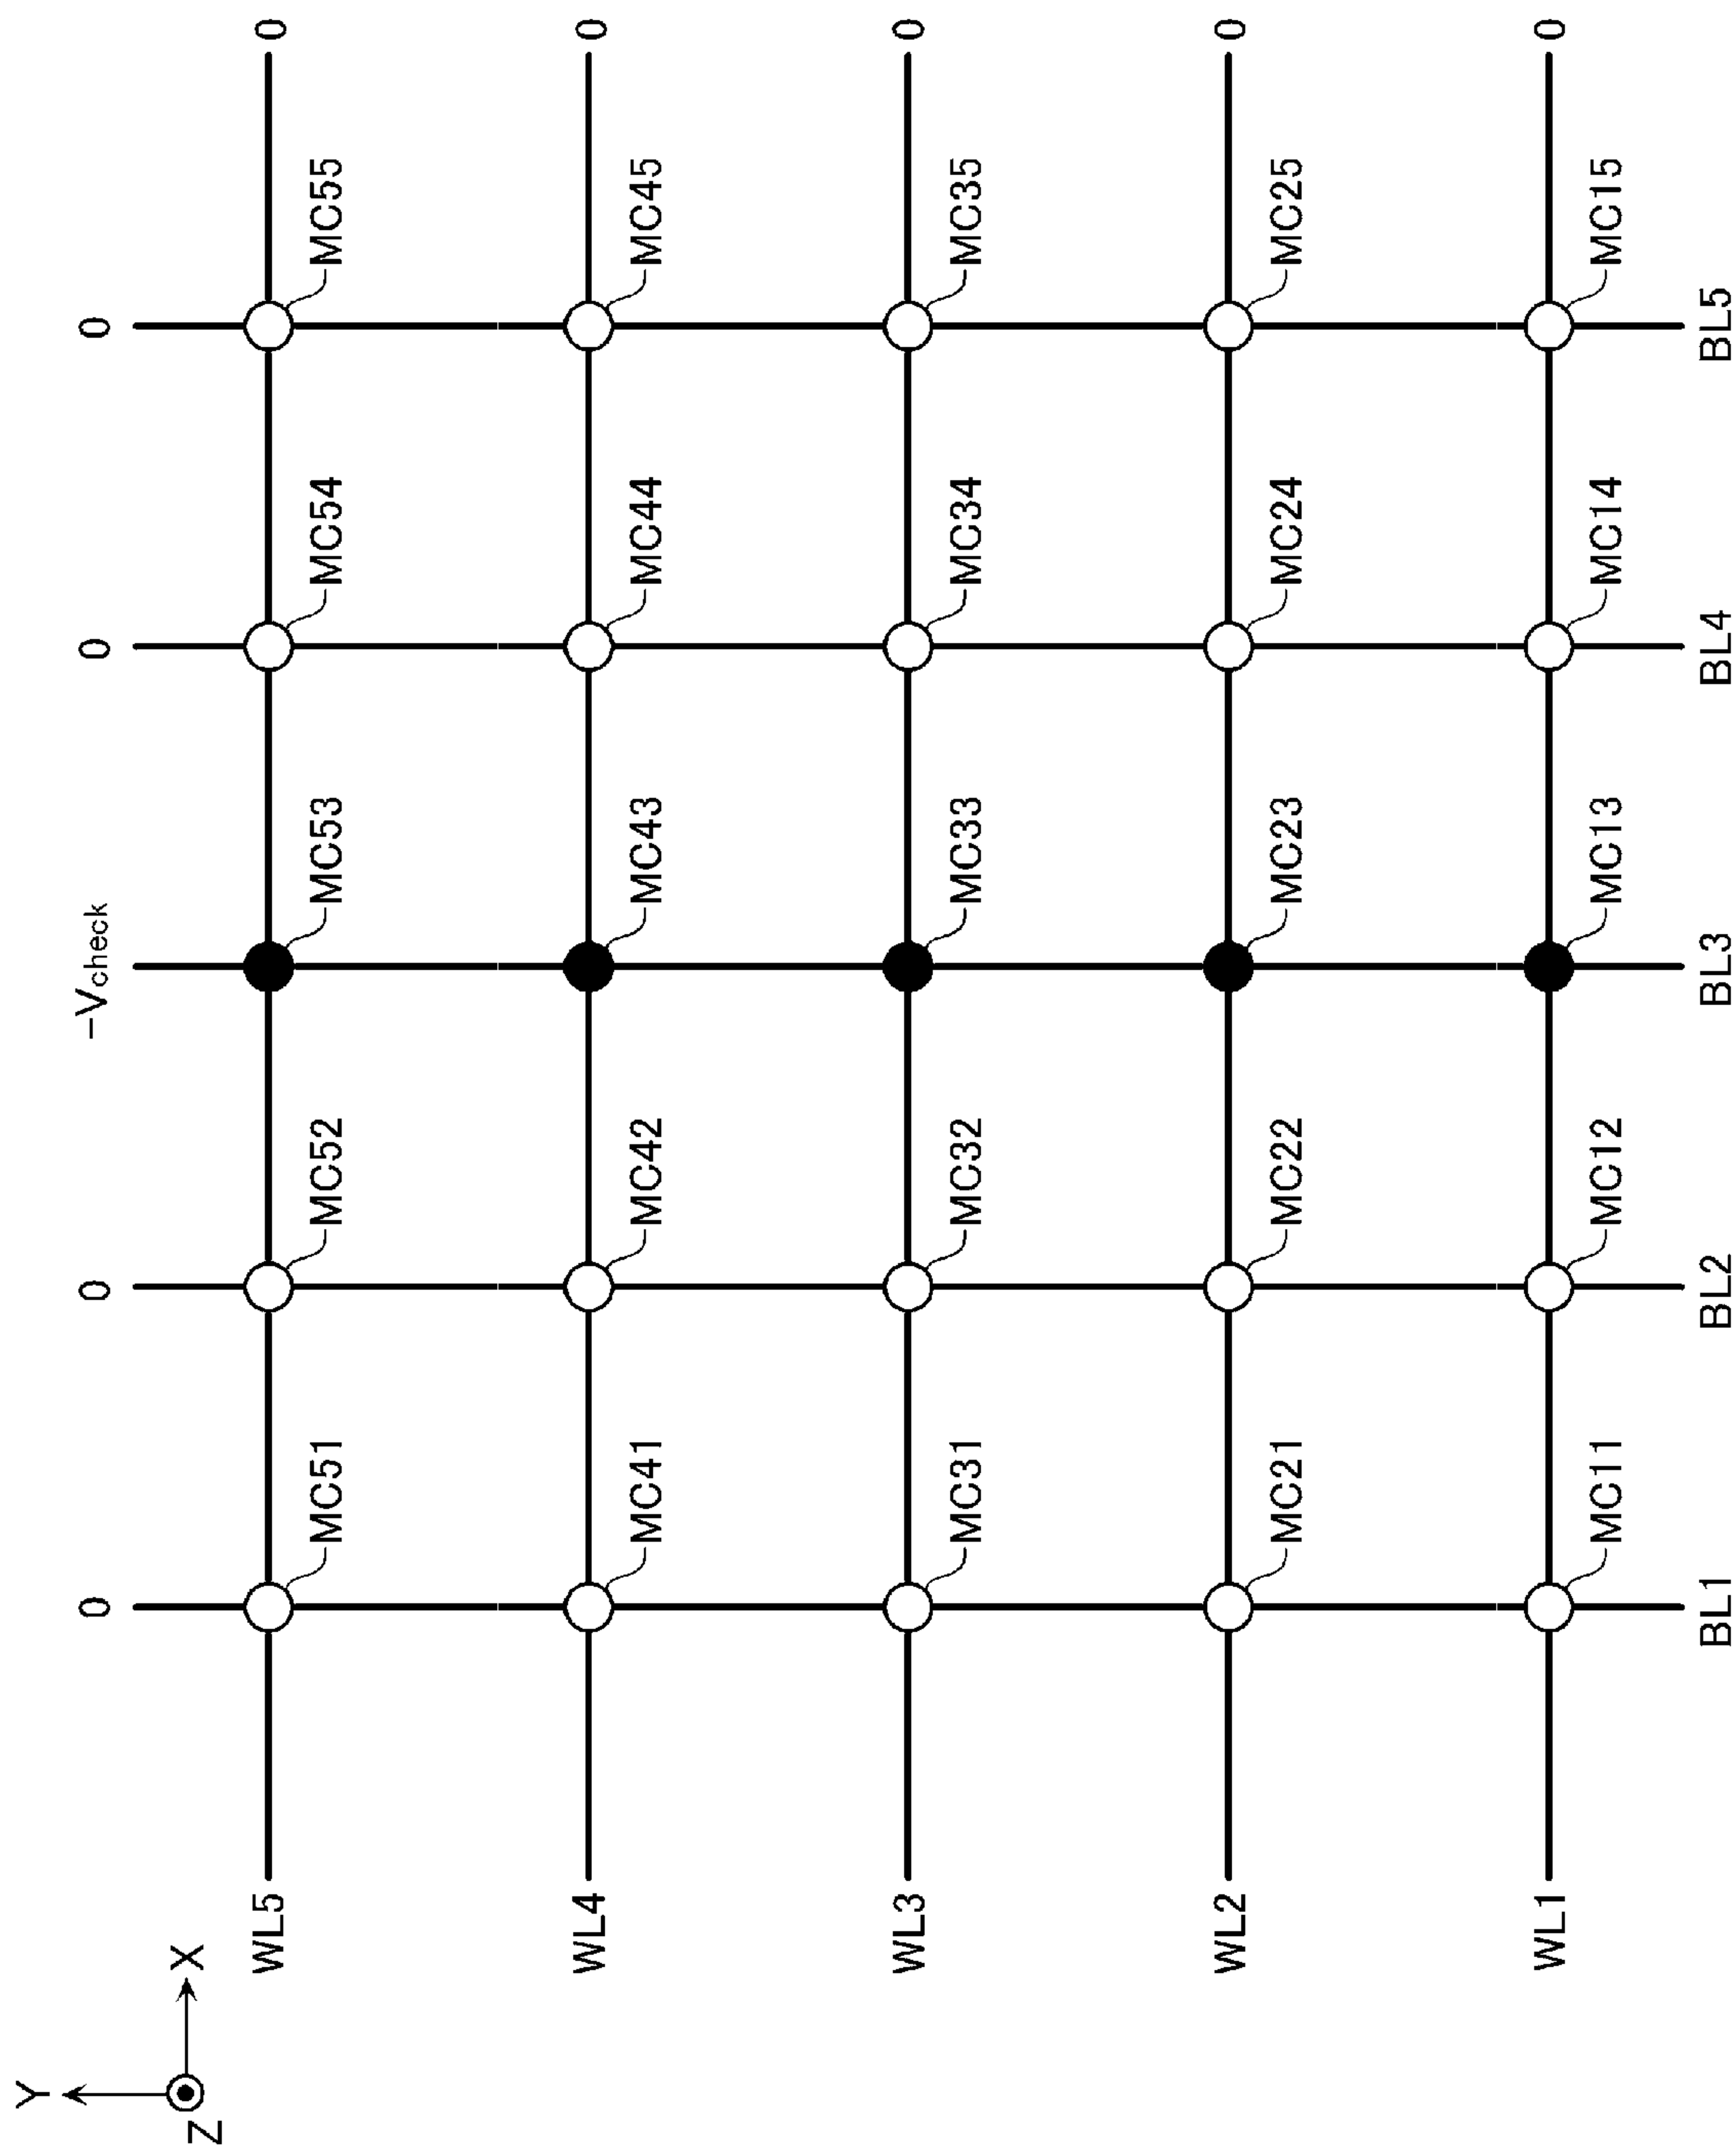 Y
0 0 -Vcheck 0 0
X
Z
WL5 0
MC51 MC52 MC53 MC54 MC55
WL4 0
MC41 MC42 MC43 MC44 MC45
WL3 0
MC31 MC32 MC33 MC34 MC35
WL2 0
MC21 MC22 MC23 MC24 MC25
WL1 0
MC11 MC12 MC13 MC14 MC15
BL1 BL2 BL3 BL4 BL5